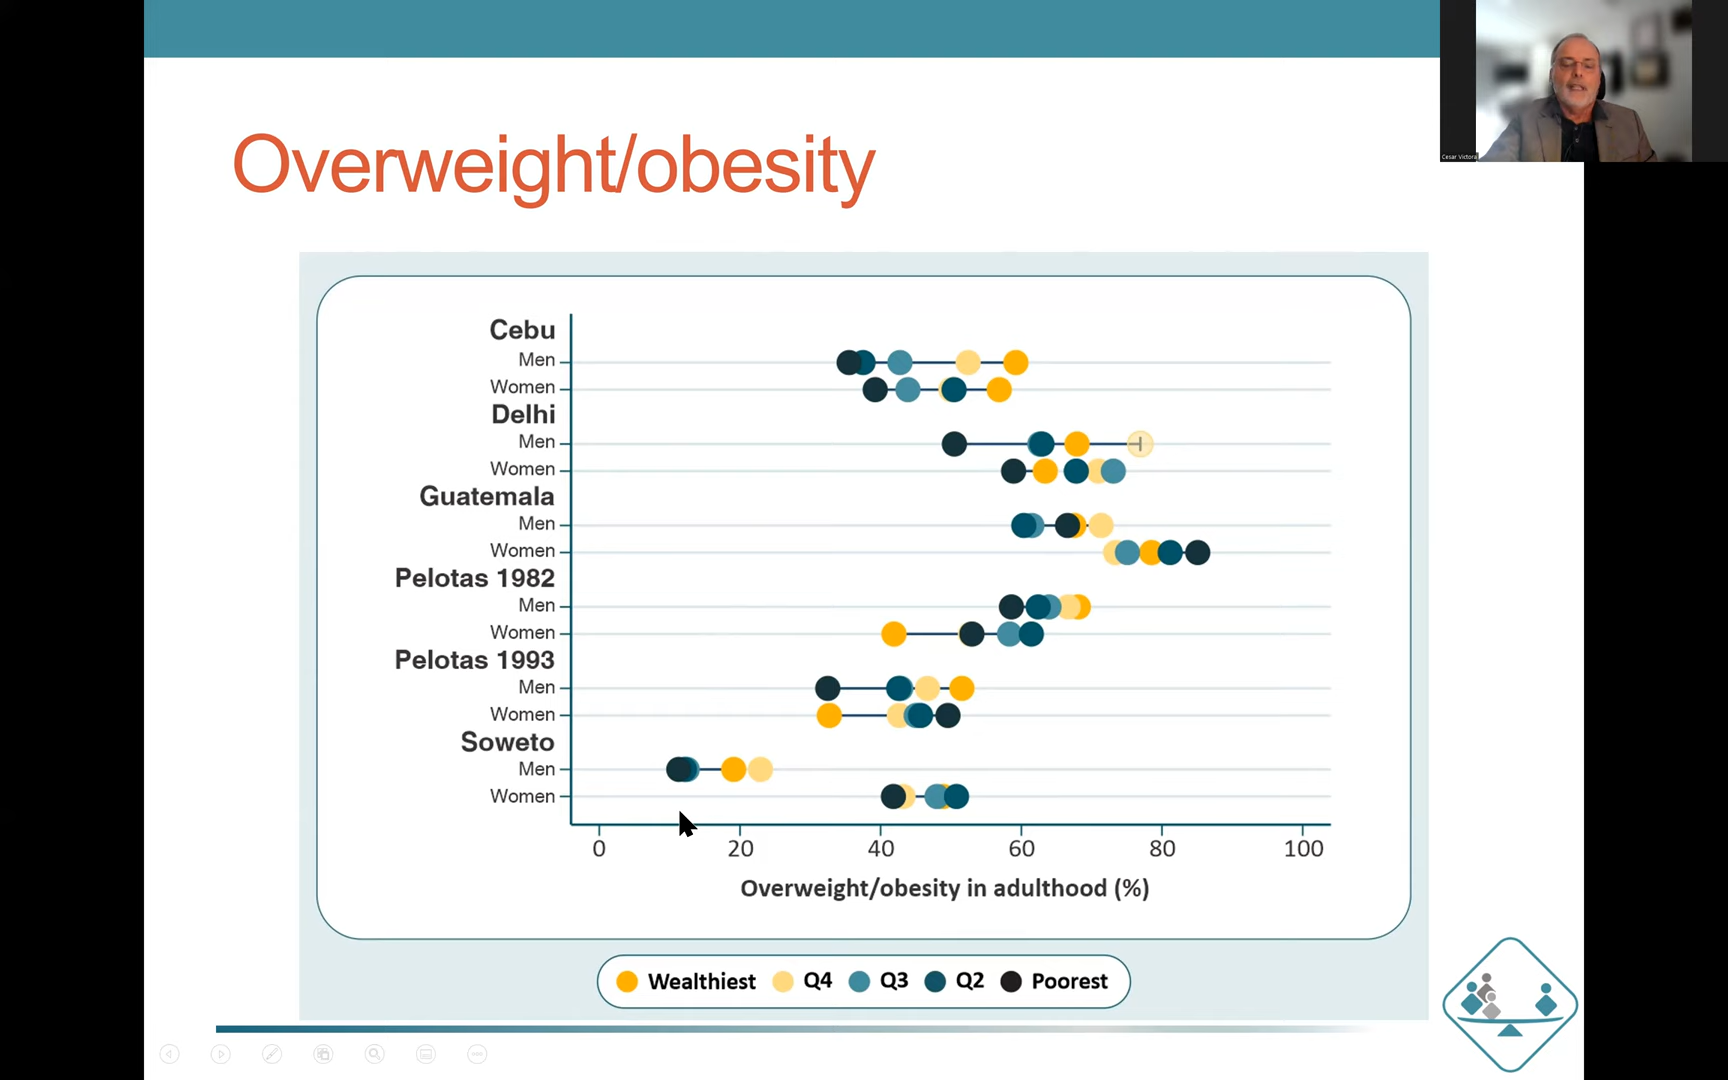 Cesar Victora
Overweight/obesity
Cebu
Men
Women
Delhi
Men
Women
Guatemala
Men
Women
Pelotas 1982
Men
Women
Pelotas 1993
Men
Women
Soweto
Men
Women
0 20 40 60 80 100
Overweight/obesity in adulthood (%)
Wealthiest Q4 Q3 Q2 Poorest